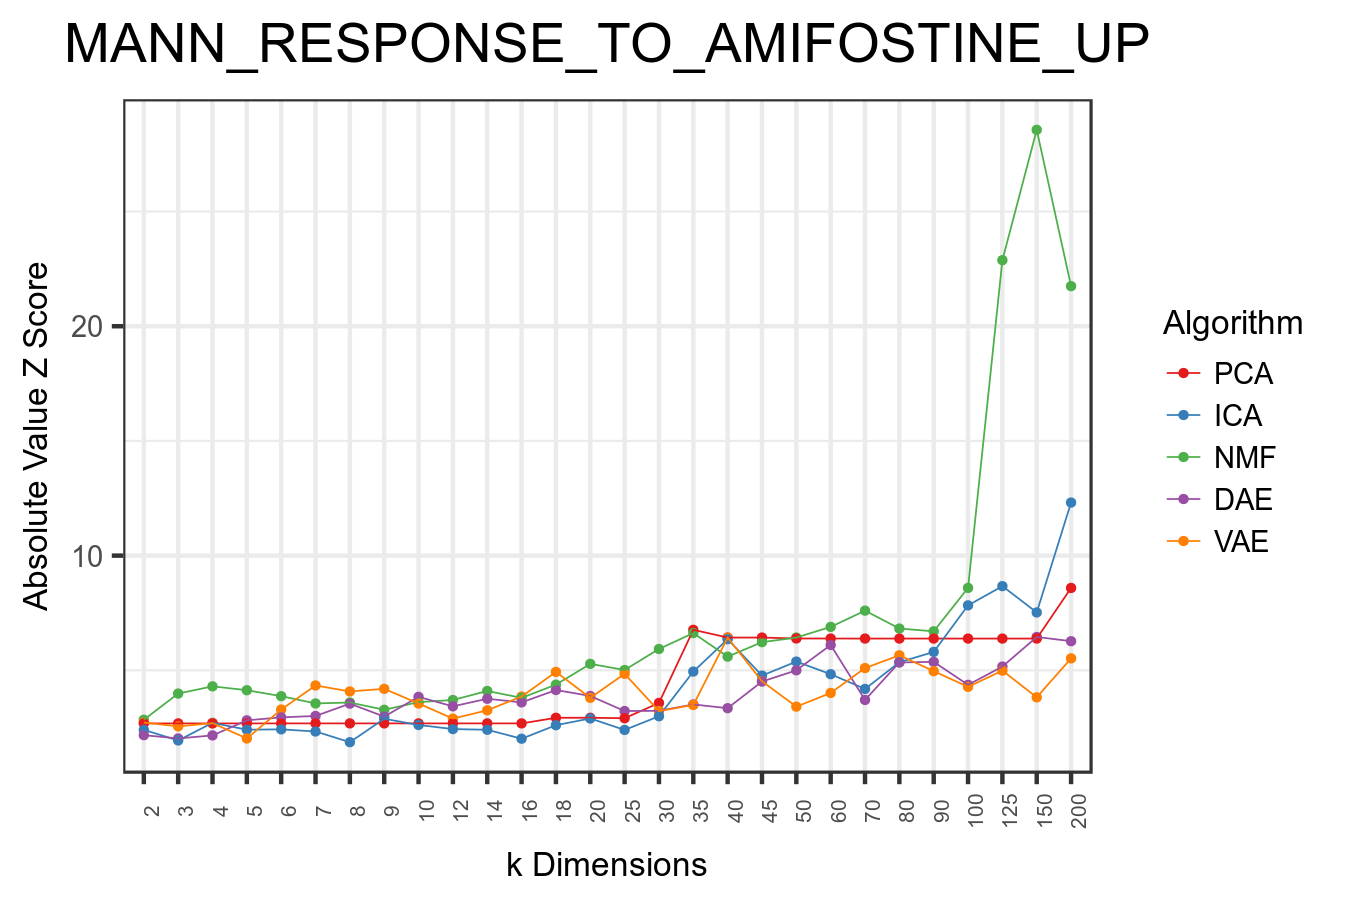 MANN_RESPONSE_TO_AMIFOSTINE_UP
Absolute Value Z Score
20
10
2 3 4 5 6 7 8 9 10 12 14 16 18 20 25 30 35 40 45 50 60 70 80 90 100 125 150 200
k Dimensions
Algorithm
PCA
ICA
NMF
DAE
VAE